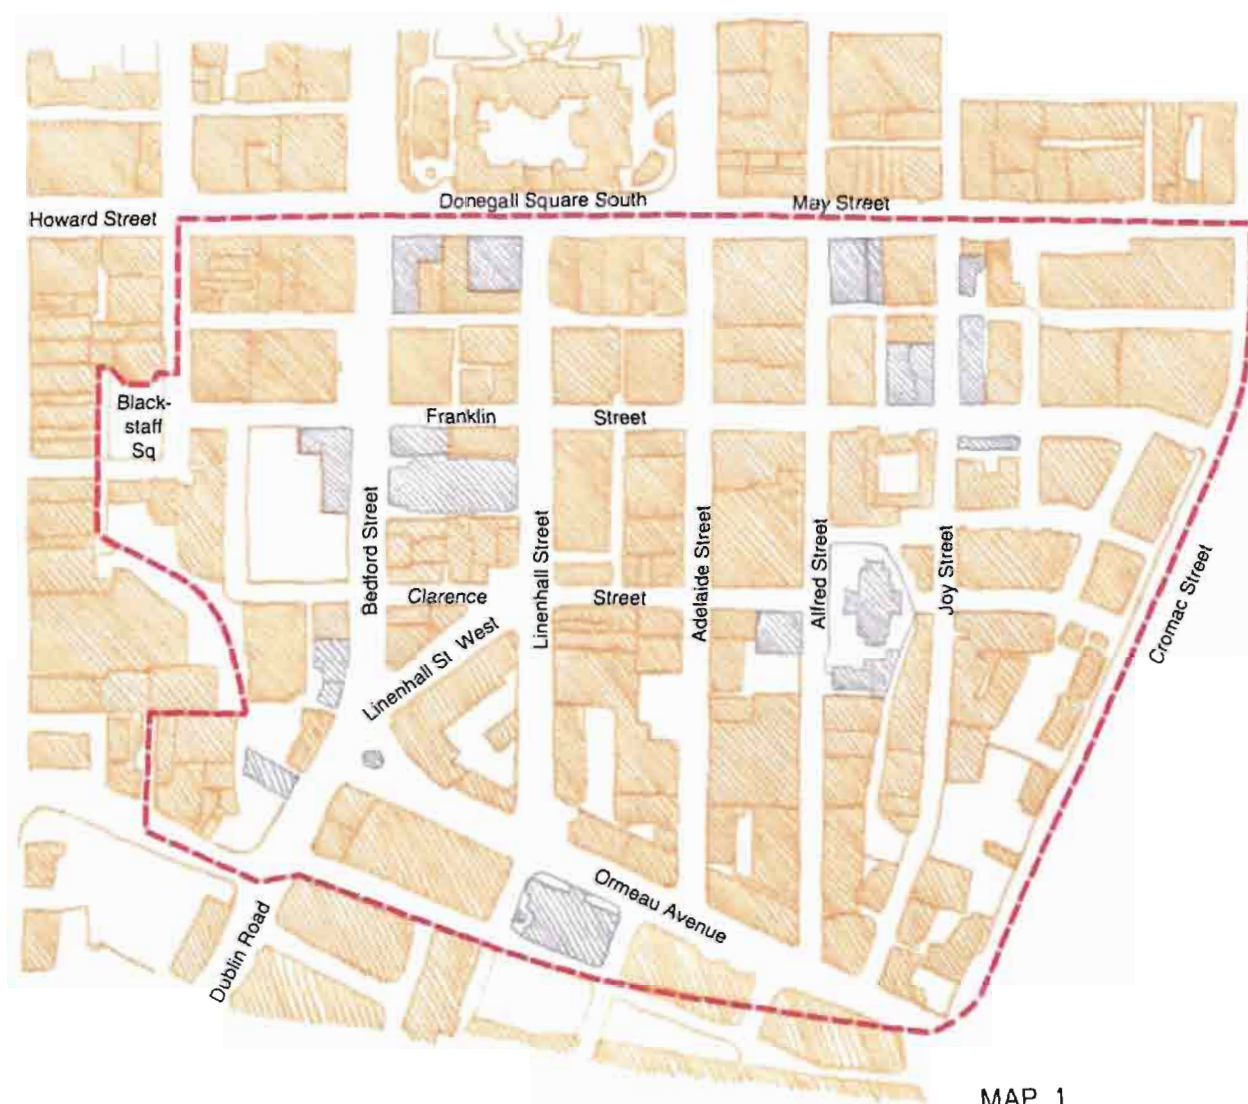 Howard Street
Donegall Square South
May Street
Black-
staff
Sq
Franklin
Street
Bedford Street
Linenhall Street
Adelaide Street
Alfred Street
Joy Street
Cromac Street
Clarence
Street
Linenhall St West
Ormeau Avenue
Dublin Road
MAP 1